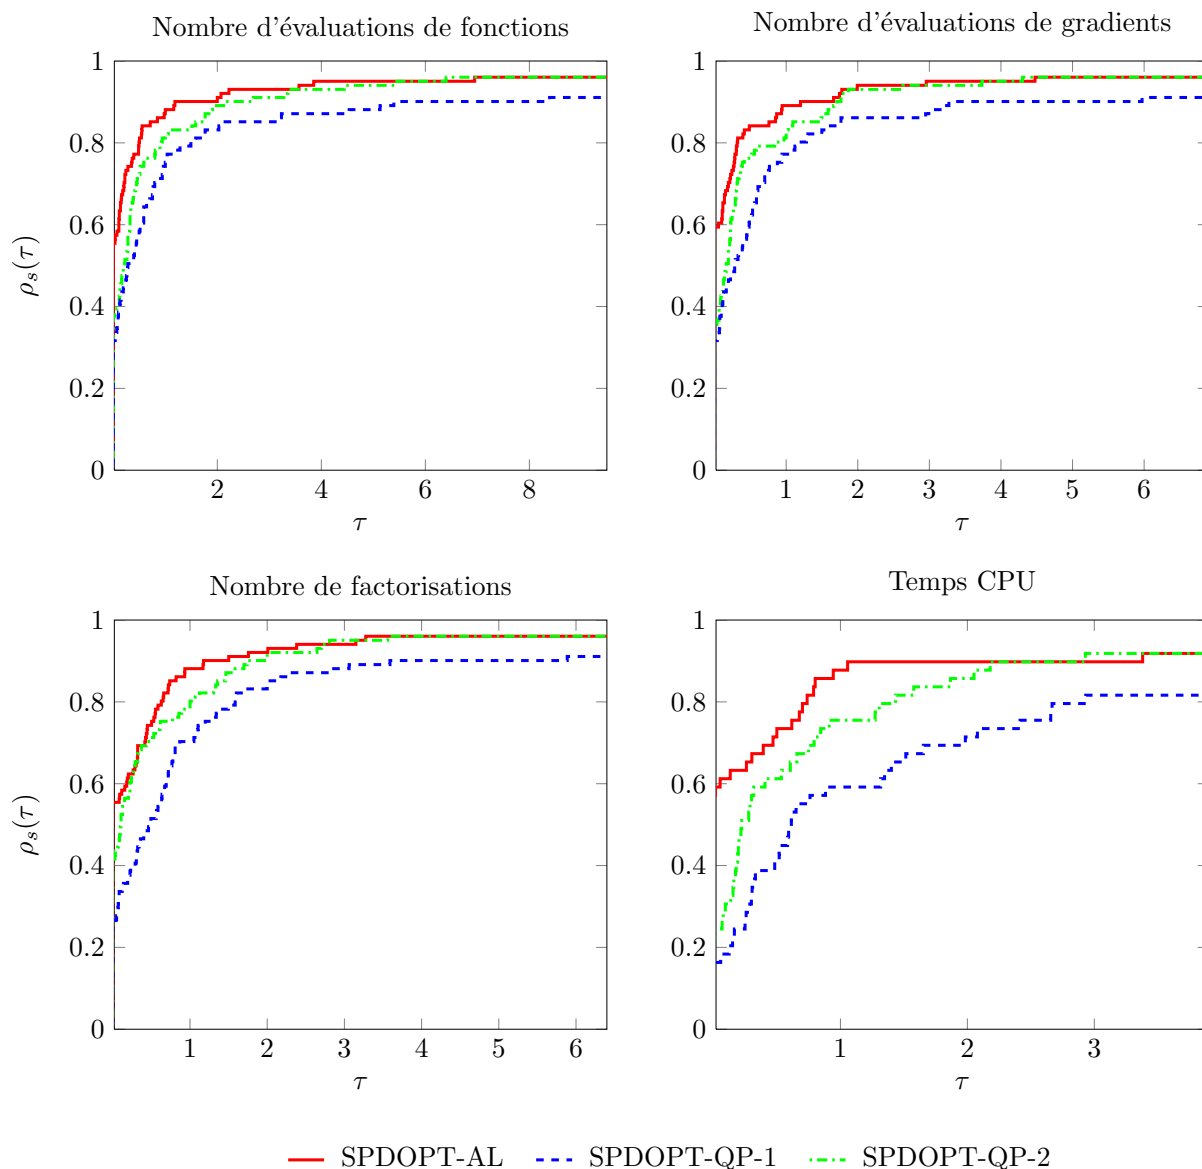 Nombre d'évaluations de fonctions
Nombre d'évaluations de gradients
1
0.8
0.6
0.4
0.2
0
ρs(τ)
2 4 6 8
τ
1
0.8
0.6
0.4
0.2
0
1 2 3 4 5 6
τ
Nombre de factorisations
Temps CPU
1
0.8
0.6
0.4
0.2
0
ρs(τ)
1 2 3 4 5 6
τ
1
0.8
0.6
0.4
0.2
0
1 2 3
τ
SPDOPT-AL SPDOPT-QP-1 SPDOPT-QP-2